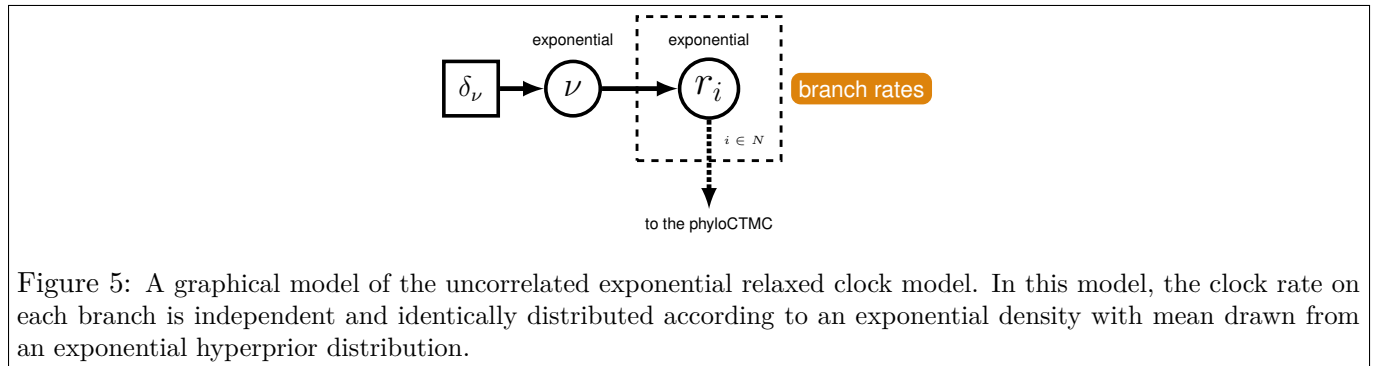 exponential exponential
δ_ν ν r_i branch rates
i ∈ N
to the phyloCTMC
Figure 5: A graphical model of the uncorrelated exponential relaxed clock model. In this model, the clock rate on
each branch is independent and identically distributed according to an exponential density with mean drawn from
an exponential hyperprior distribution.